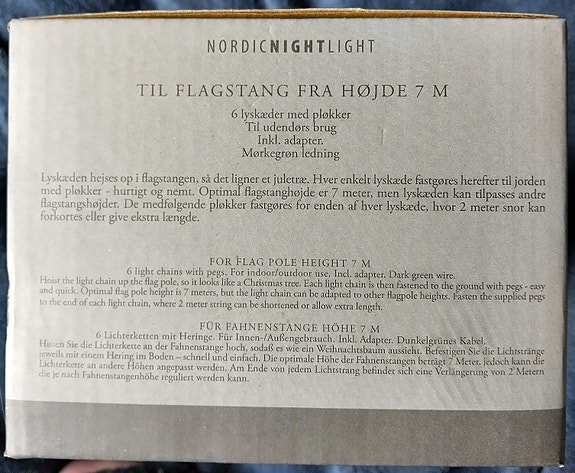 NORDICNIGHTLIGHT
TIL FLAGSTANG FRA HØJDE 7 M
6 lyskæder med pløkker
Til udendørs brug
Inkl. adapter.
Mørkegrøn ledning
Lyskæden hejses op i flagstangen, så det ligner et juletræ. Hver enkelt lyskæde fastgøres herefter til jorden
med pløkker - hurtigt og nemt. Optimal flagstanghøjde er 7 meter, men lyskæden kan tilpasses andre
flagstangshøjder. De medfølgende pløkker fastgøres for enden af hver lyskæde, hvor 2 meter snor kan
forkortes eller give ekstra længde.
FOR FLAG POLE HEIGHT 7 M
6 light chains with pegs. For indoor/outdoor use. Incl. adapter. Dark green wire.
Hoist the light chain up the flag pole, so it looks like a Christmas tree. Each light chain is then fastened to the ground with pegs - easy
and quick. Optimal flag pole height is 7 meters, but the light chain can be adapted to other flagpole heights. Fasten the supplied pegs
to the end of each light chain, where 2 meter string can be shortened or allow extra length.
FÜR FAHNENSTANGE HÖHE 7 M
6 Lichterketten mit Heringe. Für Innen-/Außengebrauch. Inkl. Adapter. Dunkelgrünes Kabel.
Hissen Sie die Lichterkette an der Fahnenstange hoch, sodaß es wie ein Weihnachtsbaum aussieht. Befestigen Sie die Lichtstränge
jeweils mit einem Hering im Boden – schnell und einfach. Die optimale Höhe der Fahnenstangen beträgt 7 Meter, jedoch kann die
Lichterkette an andere Höhen angepasst werden. Am Ende von jedem Lichtstrang befindet sich eine Verlängerung von 2 Metern
die je nach Fahnenstangenhöhe reguliert werden kann.